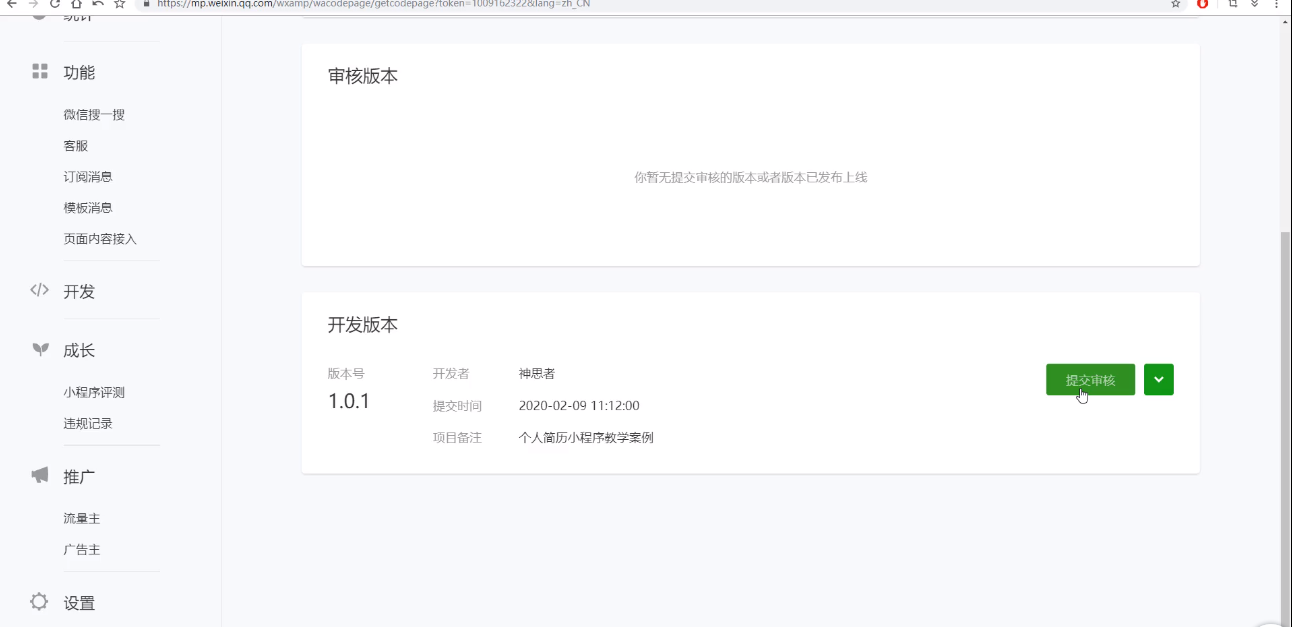 https://mp.weixin.qq.com/wxamp/wacodepage/getcodepage?token=1009162322&lang=zh_CN
统计
功能
微信搜一搜
客服
订阅消息
模板消息
页面内容接入
开发
成长
小程序评测
违规记录
推广
流量主
广告主
设置
审核版本
你暂无提交审核的版本或者版本已发布上线
开发版本
版本号
1.0.1
开发者 神思者
提交时间 2020-02-09 11:12:00
项目备注 个人简历小程序教学案例
提交审核